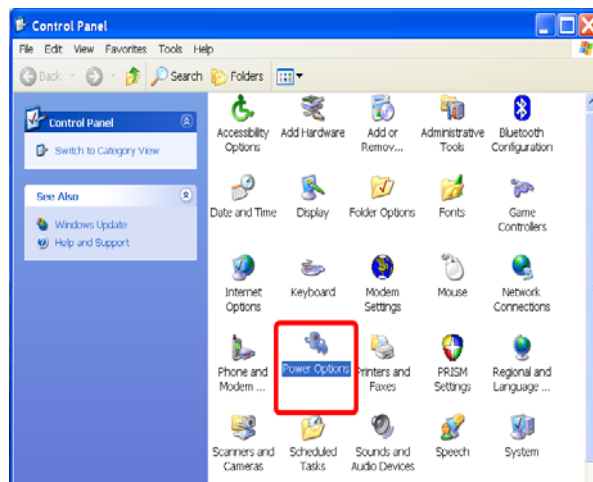 Control Panel
File Edit View Favorites Tools Help
Back Search Folders
Control Panel
Switch to Category View
See Also
Windows Update
Help and Support
Accessibility Options
Add Hardware
Add or Remov...
Administrative Tools
Bluetooth Configuration
Date and Time
Display
Folder Options
Fonts
Game Controllers
Internet Options
Keyboard
Modem Settings
Mouse
Network Connections
Phone and Modem ...
Power Options
Printers and Faxes
PRISM Settings
Regional and Language ...
Scanners and Cameras
Scheduled Tasks
Sounds and Audio Devices
Speech
System